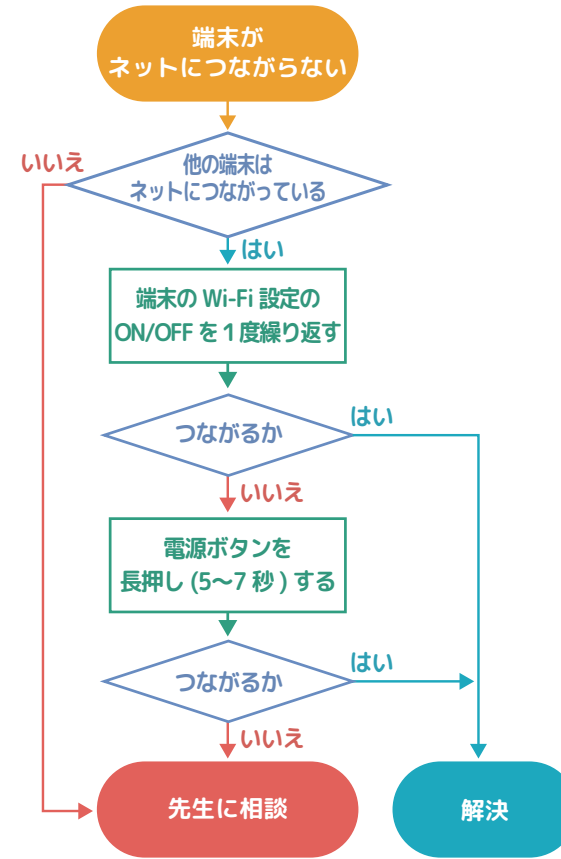 端末が
ネットにつながらない
いいえ
他の端末は
ネットにつながっている
はい
端末の Wi-Fi 設定の
ON/OFF を1度繰り返す
つながるか
はい
いいえ
電源ボタンを
長押し (5〜7 秒 ) する
つながるか
はい
いいえ
先生に相談
解決